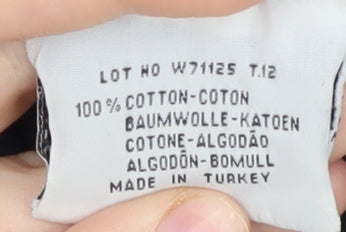 LOT NO W71125 T.12
100% COTTON-COTON
BAUMWOLLE-KATOEN
COTONE-ALGODÃO
ALGODÓN-BOMULL
MADE IN TURKEY